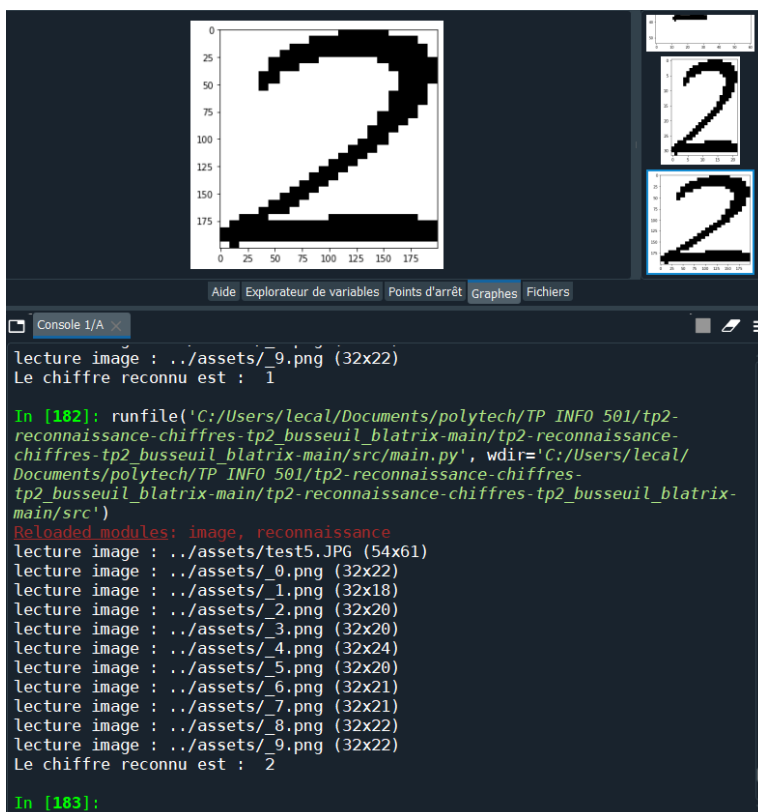 0
25
50
75
100
125
150
175
0 25 50 75 100 125 150 175
Aide Explorateur de variables Points d'arrêt Graphes Fichiers
Console 1/A
lecture image : ../assets/_9.png (32x22)
Le chiffre reconnu est : 1
In [182]: runfile('C:/Users/lecal/Documents/polytech/TP INFO 501/tp2-
reconnaissance-chiffres-tp2_busseuil_blatrix-main/tp2-reconnaissance-
chiffres-tp2_busseuil_blatrix-main/src/main.py', wdir='C:/Users/lecal/
Documents/polytech/TP INFO 501/tp2-reconnaissance-chiffres-
tp2_busseuil_blatrix-main/tp2-reconnaissance-chiffres-tp2_busseuil_blatrix-
main/src')
Reloaded modules: image, reconnaissance
lecture image : ../assets/test5.JPG (54x61)
lecture image : ../assets/_0.png (32x22)
lecture image : ../assets/_1.png (32x18)
lecture image : ../assets/_2.png (32x20)
lecture image : ../assets/_3.png (32x20)
lecture image : ../assets/_4.png (32x24)
lecture image : ../assets/_5.png (32x20)
lecture image : ../assets/_6.png (32x21)
lecture image : ../assets/_7.png (32x21)
lecture image : ../assets/_8.png (32x22)
lecture image : ../assets/_9.png (32x22)
Le chiffre reconnu est : 2
In [183]: